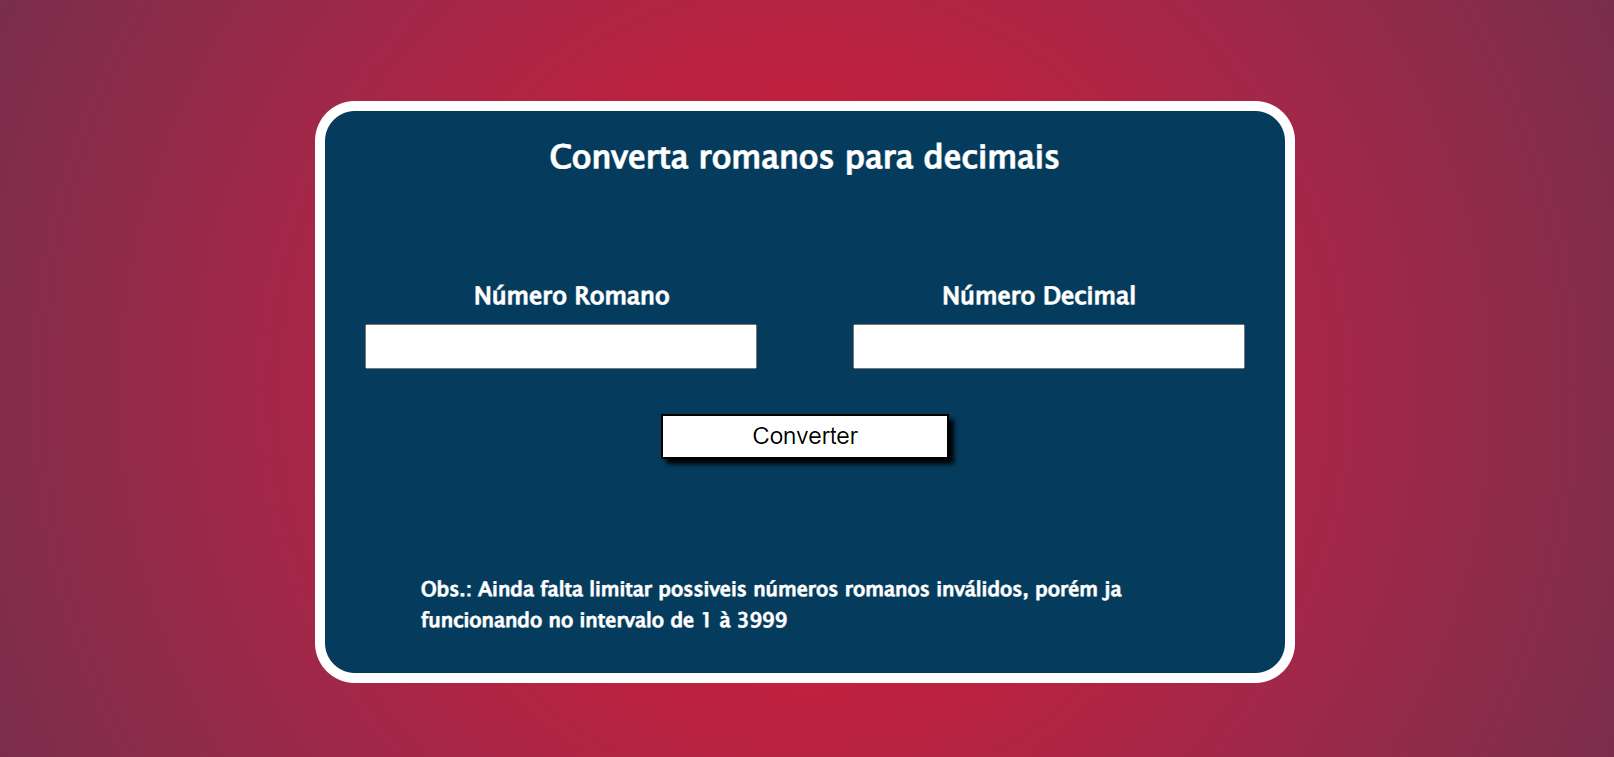 Converta romanos para decimais
Número Romano
Número Decimal
Converter
Obs.: Ainda falta limitar possiveis números romanos inválidos, porém ja
funcionando no intervalo de 1 à 3999